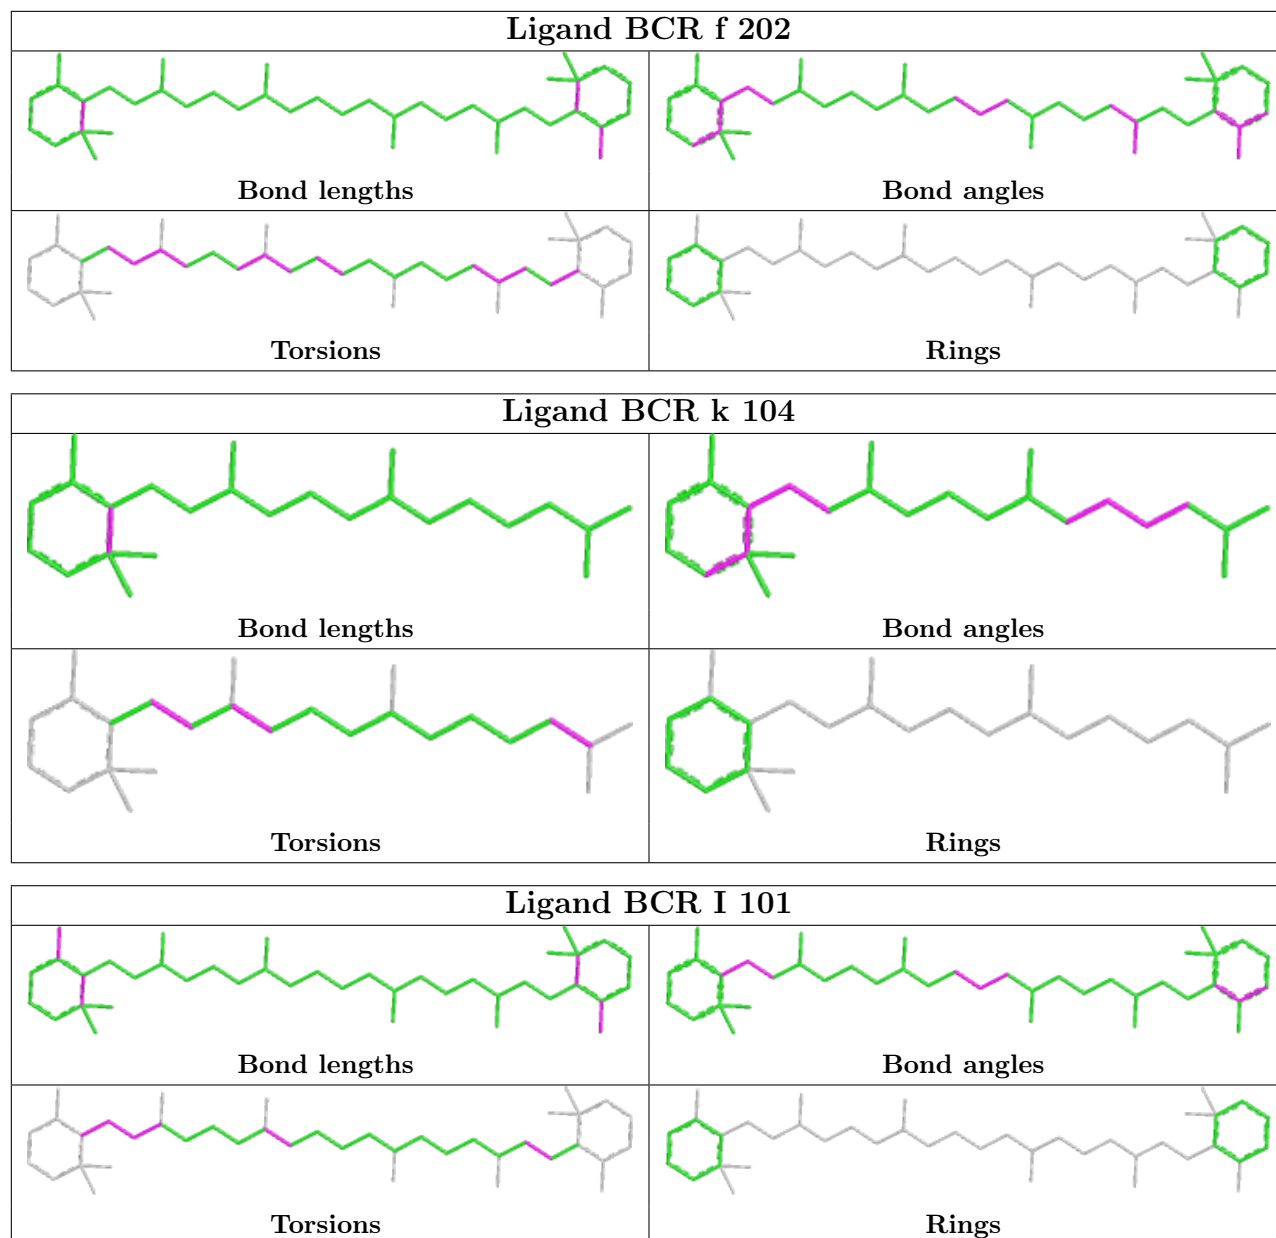 Ligand BCR f 202
Bond lengths
Bond angles
Torsions
Rings
Ligand BCR k 104
Bond lengths
Bond angles
Torsions
Rings
Ligand BCR I 101
Bond lengths
Bond angles
Torsions
Rings